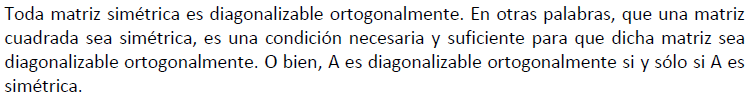 Toda matriz simétrica es diagonalizable ortogonalmente. En otras palabras, que una matriz
cuadrada sea simétrica, es una condición necesaria y suficiente para que dicha matriz sea
diagonalizable ortogonalmente. O bien, A es diagonalizable ortogonalmente si y sólo si A es
simétrica.